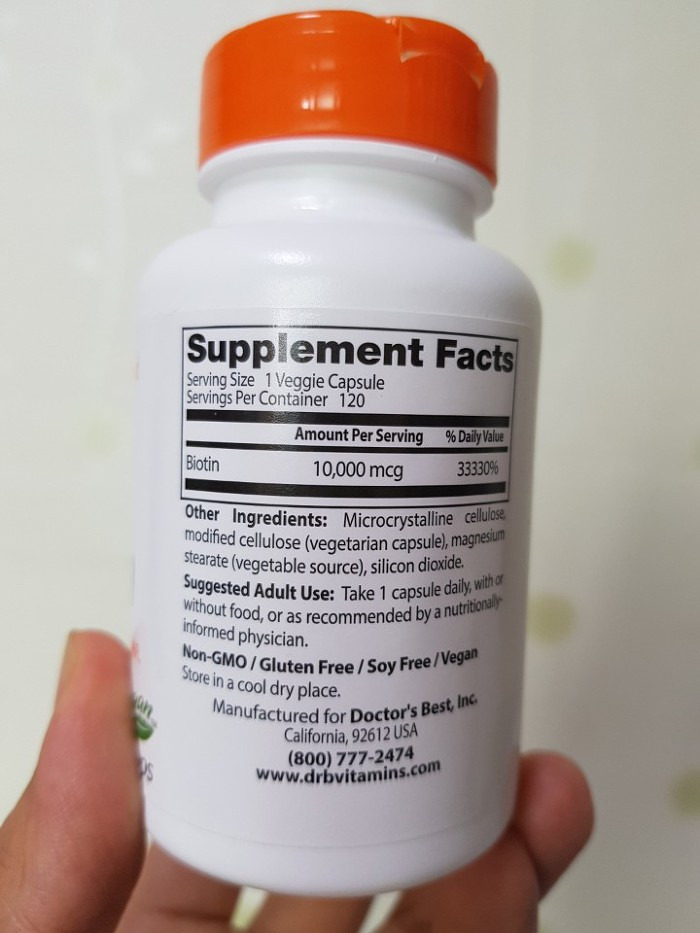 Supplement Facts
Serving Size 1 Veggie Capsule
Servings Per Container 120
Amount Per Serving % Daily Value
Biotin 10,000 mcg 33330%
Other Ingredients: Microcrystalline cellulose,
modified cellulose (vegetarian capsule), magnesium
stearate (vegetable source), silicon dioxide.
Suggested Adult Use: Take 1 capsule daily, with or
without food, or as recommended by a nutritionally-
informed physician.
Non-GMO / Gluten Free / Soy Free / Vegan
Store in a cool dry place.
Manufactured for Doctor's Best, Inc.
California, 92612 USA
(800) 777-2474
www.drbvitamins.com